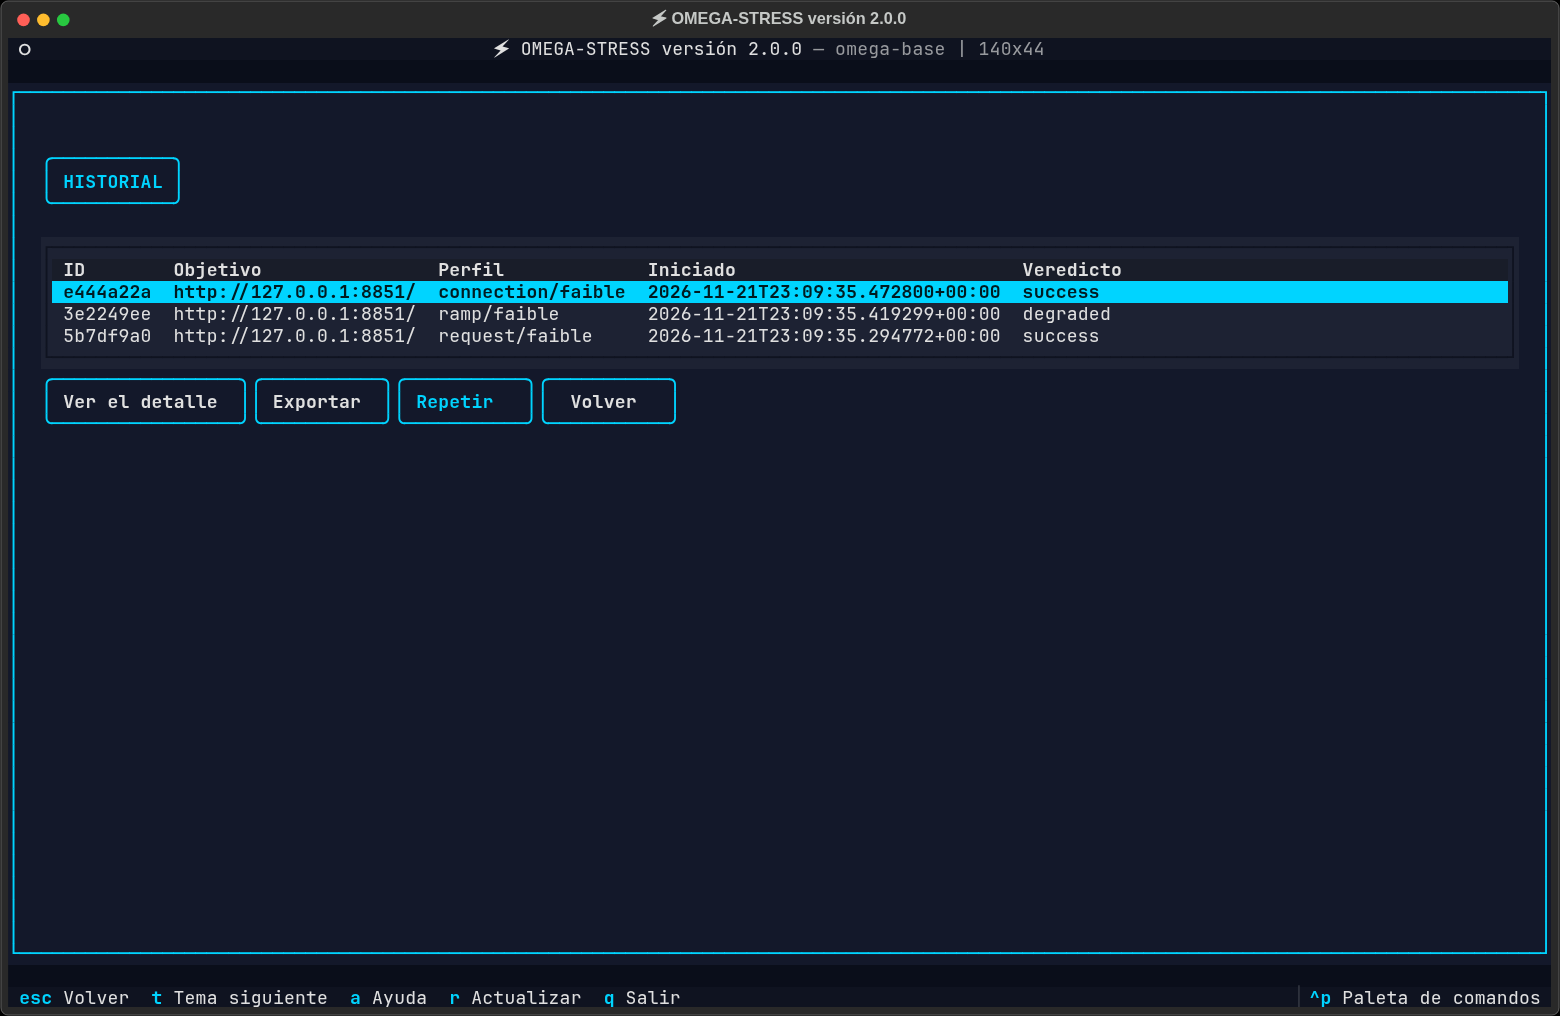 ⚡ OMEGA-STRESS versión 2.0.0
⚡ OMEGA-STRESS versión 2.0.0 — omega-base | 140x44
HISTORIAL
ID Objetivo Perfil Iniciado Veredicto
e444a22a http://127.0.0.1:8851/ connection/faible 2026-11-21T23:09:35.472800+00:00 success
3e2249ee http://127.0.0.1:8851/ ramp/faible 2026-11-21T23:09:35.419299+00:00 degraded
5b7df9a0 http://127.0.0.1:8851/ request/faible 2026-11-21T23:09:35.294772+00:00 success
Ver el detalle Exportar Repetir Volver
esc Volver t Tema siguiente a Ayuda r Actualizar q Salir ^p Paleta de comandos